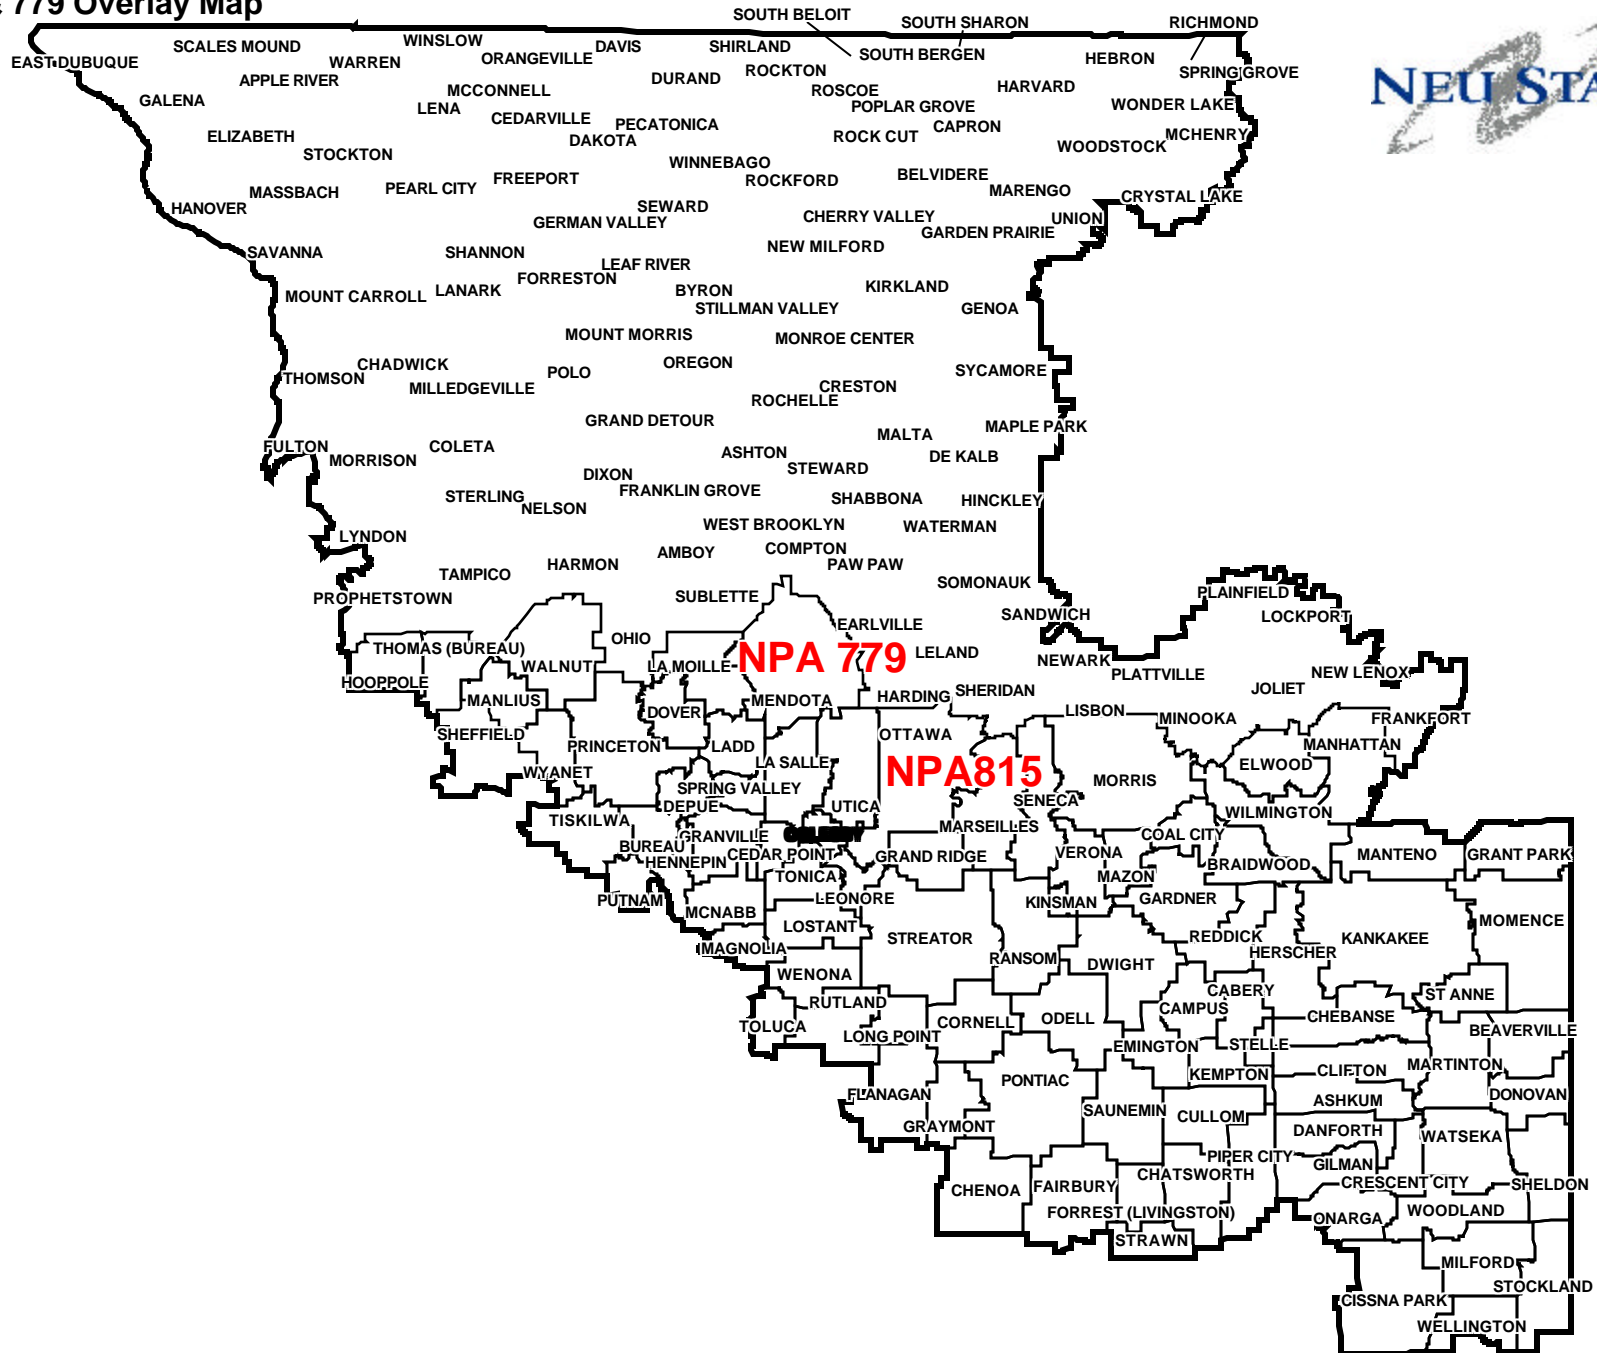 779 Overlay Map
SOUTH BELOIT
SOUTH SHARON
RICHMOND
NEU STA
EAST DUBUQUE
SCALES MOUND
WARREN
WINSLOW
ORANGEVILLE
DAVIS
SHIRLAND
SOUTH BERGEN
HEBRON
SPRING GROVE
APPLE RIVER
DURAND
ROCKTON
GALENA
MCCONNELL
LENA
ROSCOE
HARVARD
POPLAR GROVE
WONDER LAKE
CEDARVILLE
PECATONICA
CAPRON
ELIZABETH
DAKOTA
ROCK CUT
MCHENRY
WOODSTOCK
STOCKTON
WINNEBAGO
MASSBACH
PEARL CITY
FREEPORT
ROCKFORD
BELVIDERE
MARENGO
CRYSTAL LAKE
HANOVER
SEWARD
GERMAN VALLEY
CHERRY VALLEY
UNION
GARDEN PRAIRIE
SAVANNA
SHANNON
NEW MILFORD
LEAF RIVER
FORRESTON
MOUNT CARROLL
LANARK
BYRON
KIRKLAND
STILLMAN VALLEY
GENOA
MOUNT MORRIS
MONROE CENTER
CHADWICK
OREGON
THOMSON
POLO
SYCAMORE
MILLEDGEVILLE
CRESTON
ROCHELLE
GRAND DETOUR
MALTA
MAPLE PARK
FULTON
COLETA
MORRISON
ASHTON
DE KALB
DIXON
STEWARD
FRANKLIN GROVE
STERLING
NELSON
SHABBONA
HINCKLEY
WEST BROOKLYN
WATERMAN
LYNDON
AMBOY
COMPTON
HARMON
PAW PAW
TAMPICO
SOMONAUK
PROPHETSTOWN
SUBLETTE
PLAINFIELD
SANDWICH
LOCKPORT
EARLVILLE
THOMAS (BUREAU)
OHIO
LELAND
WALNUT
LA MOILLE
NPA 779
NEWARK
PLATTVILLE
NEW LENOX
HOOPPOLE
JOLIET
MANLIUS
MENDOTA
HARDING
SHERIDAN
DOVER
LISBON
MINOOKA
FRANKFORT
SHEFFIELD
PRINCETON
LADD
OTTAWA
MANHATTAN
LA SALLE
ELWOOD
WYANET
NPA815
MORRIS
SPRING VALLEY
DEPUE
UTICA
SENECA
WILMINGTON
TISKILWA
GRANVILLE
MARSEILLES
COAL CITY
BUREAU
HENNEPIN
CEDAR POINT
GRAND RIDGE
VERONA
BRAIDWOOD
MANTENO
GRANT PARK
TONICA
MAZON
PUTNAM
MCNABB
LEONORE
KINSMAN
GARDNER
LOSTANT
STREATOR
MOMENCE
MAGNOLIA
REDDICK
KANKAKEE
HERSCHER
WENONA
RANSOM
DWIGHT
RUTLAND
CABERY
ST ANNE
CAMPUS
TOLUCA
CORNELL
ODELL
CHEBANSE
LONG POINT
BEAVERVILLE
EMINGTON
STELLE
MARTINTON
KEMPTON
CLIFTON
PONTIAC
FLANAGAN
DONOVAN
SAUNEMIN
CULLOM
ASHKUM
GRAYMONT
DANFORTH
WATSEKA
PIPER CITY
GILMAN
CHATSWORTH
CHENOA
FAIRBURY
CRESCENT CITY
SHELDON
FORREST (LIVINGSTON)
ONARGA
WOODLAND
STRAWN
MILFORD
STOCKLAND
CISSNA PARK
WELLINGTON